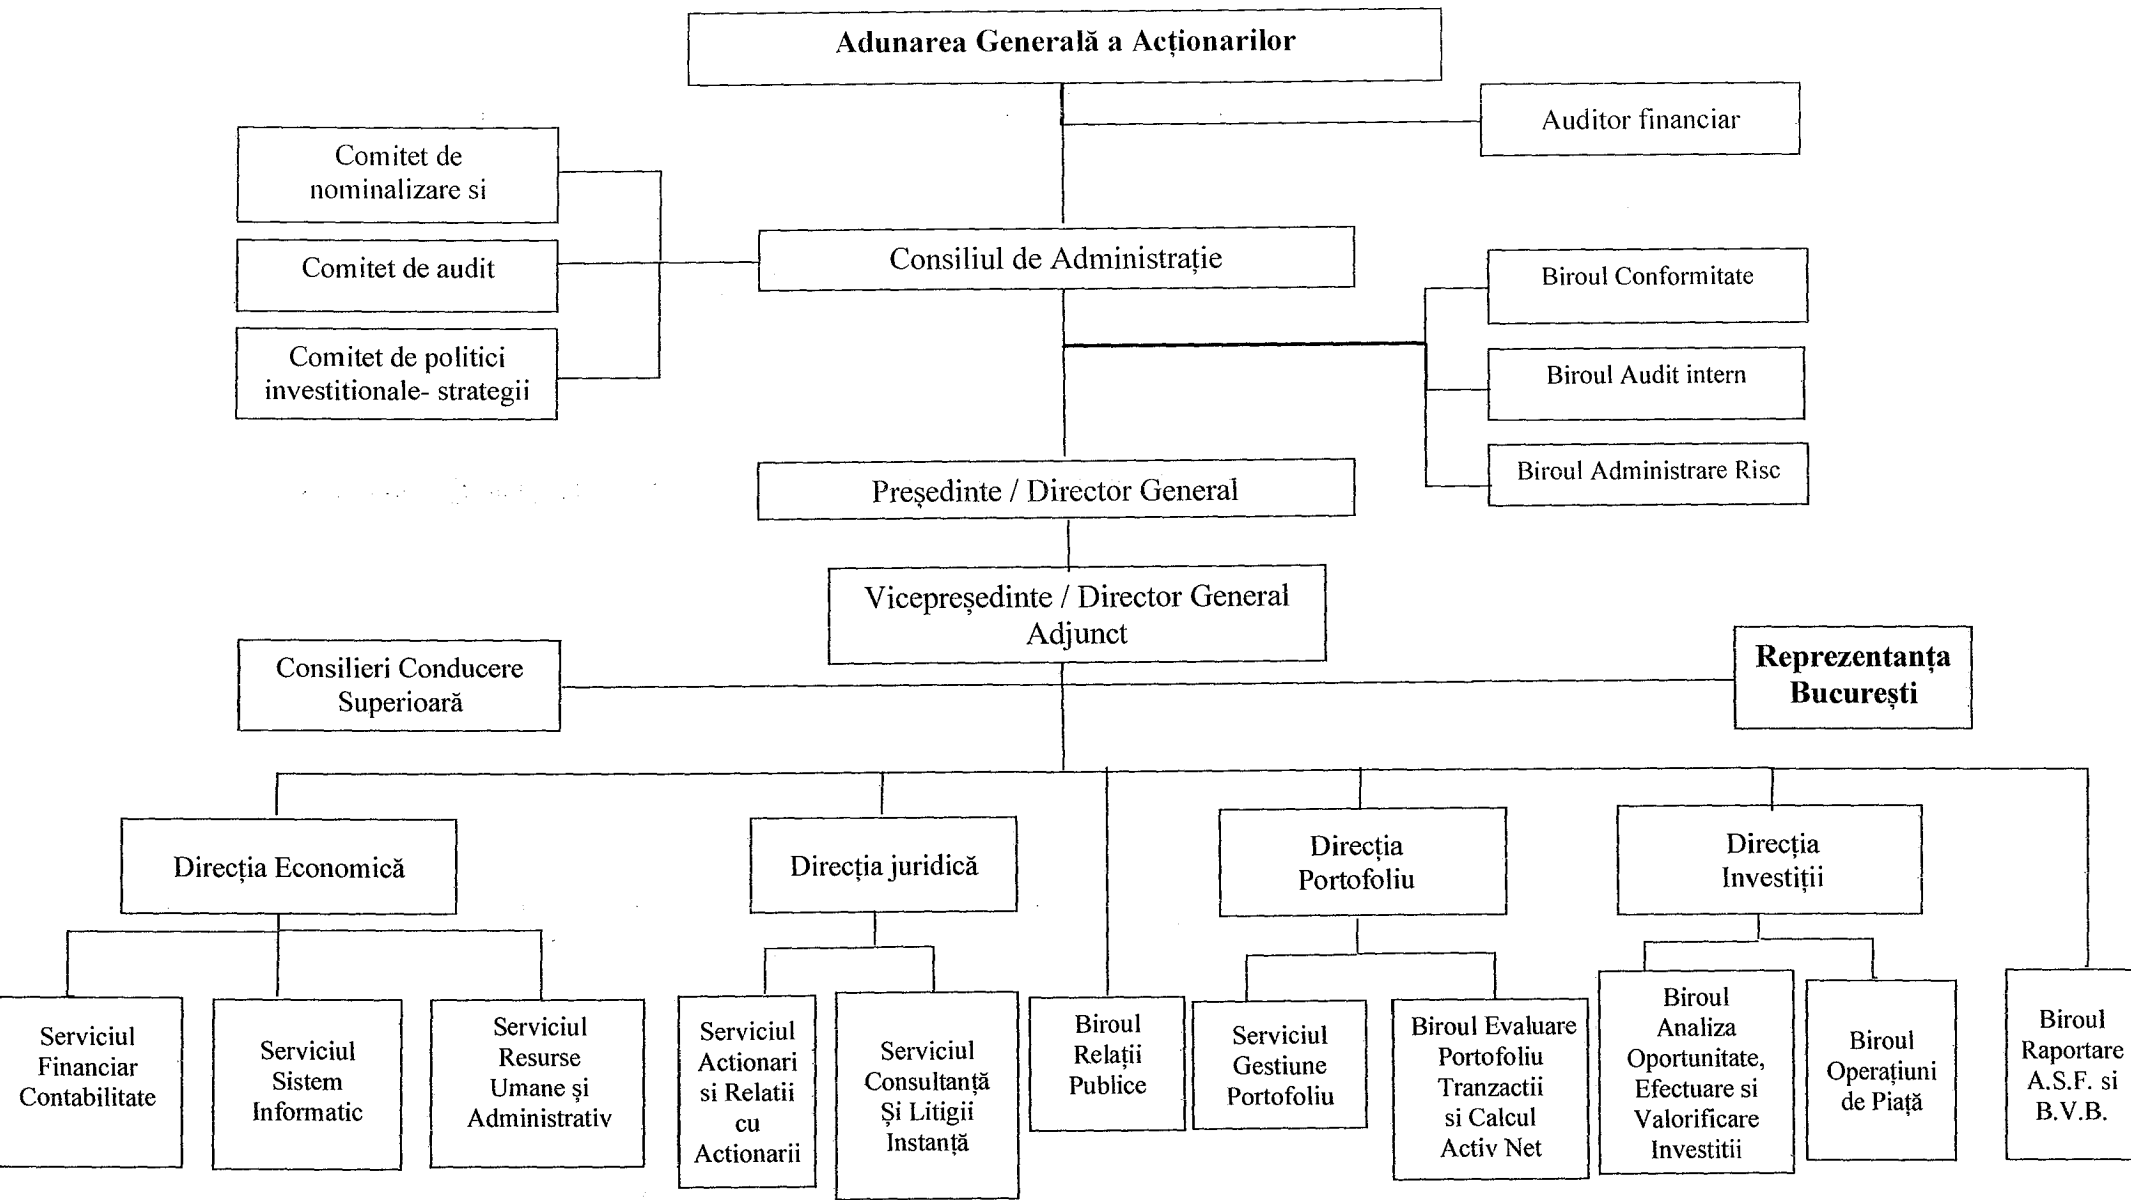 Adunarea Generală a Acționarilor
Auditor financiar
Comitet de
nominalizare si
Comitet de audit
Comitet de politici
investitionale- strategii
Consiliul de Administrație
Biroul Conformitate
Biroul Audit intern
Biroul Administrare Risc
Președinte / Director General
Vicepreședinte / Director General
Adjunct
Consilieri Conducere
Superioară
Reprezentanța
București
Direcția Economică
Direcția juridică
Direcția
Portofoliu
Direcția
Investiții
Serviciul
Financiar
Contabilitate
Serviciul
Sistem
Informatic
Serviciul
Resurse
Umane și
Administrativ
Serviciul
Actionari
si Relatii
cu
Actionarii
Serviciul
Consultanță
Și Litigii
Instanță
Biroul
Relații
Publice
Serviciul
Gestiune
Portofoliu
Biroul Evaluare
Portofoliu
Tranzactii
si Calcul
Activ Net
Biroul
Analiza
Oportunitate,
Efectuare si
Valorificare
Investitii
Biroul
Operațiuni
de Piață
Biroul
Raportare
A.S.F. si
B.V.B.